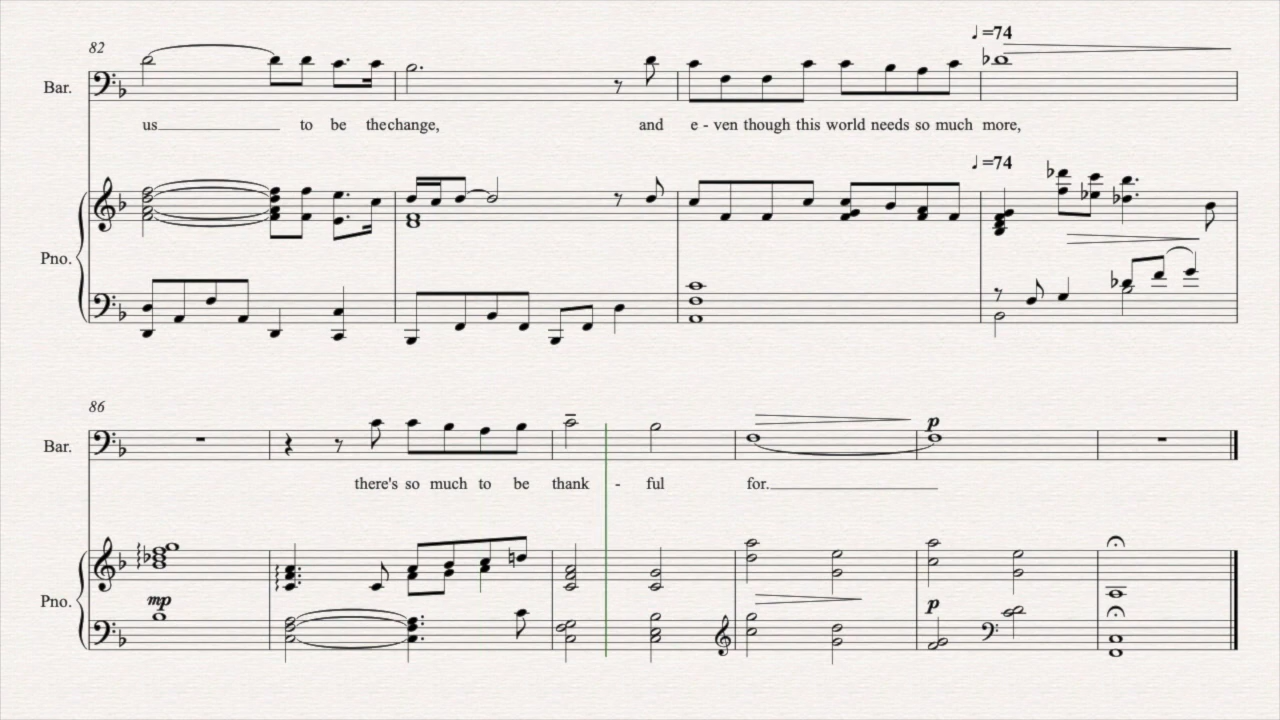 ♩=74
82
Bar.
us to be the change, and e - ven though this world needs so much more,
♩=74
Pno.
86
p
Bar.
there's so much to be thank - ful for.
mp
p
Pno.